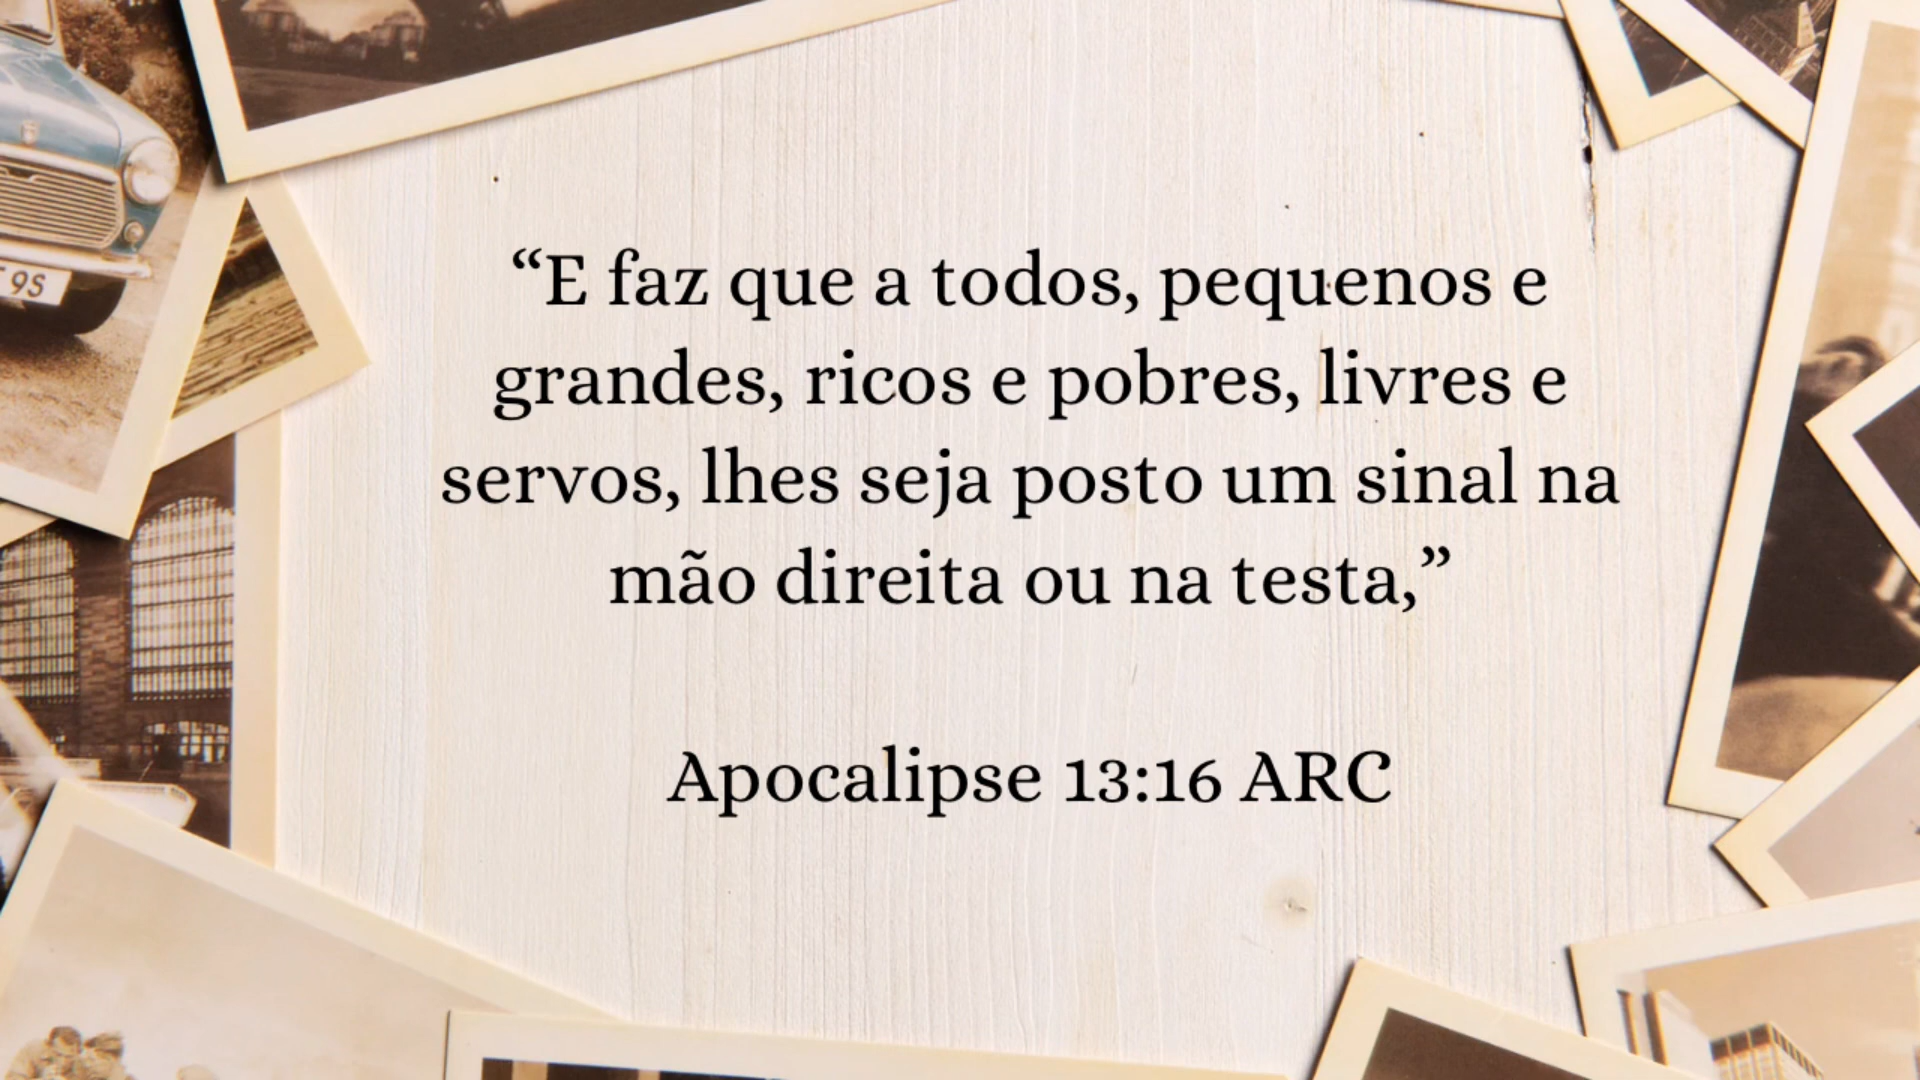 “E faz que a todos, pequenos e
grandes, ricos e pobres, livres e
servos, lhes seja posto um sinal na
mão direita ou na testa,”
Apocalipse 13:16 ARC
9S